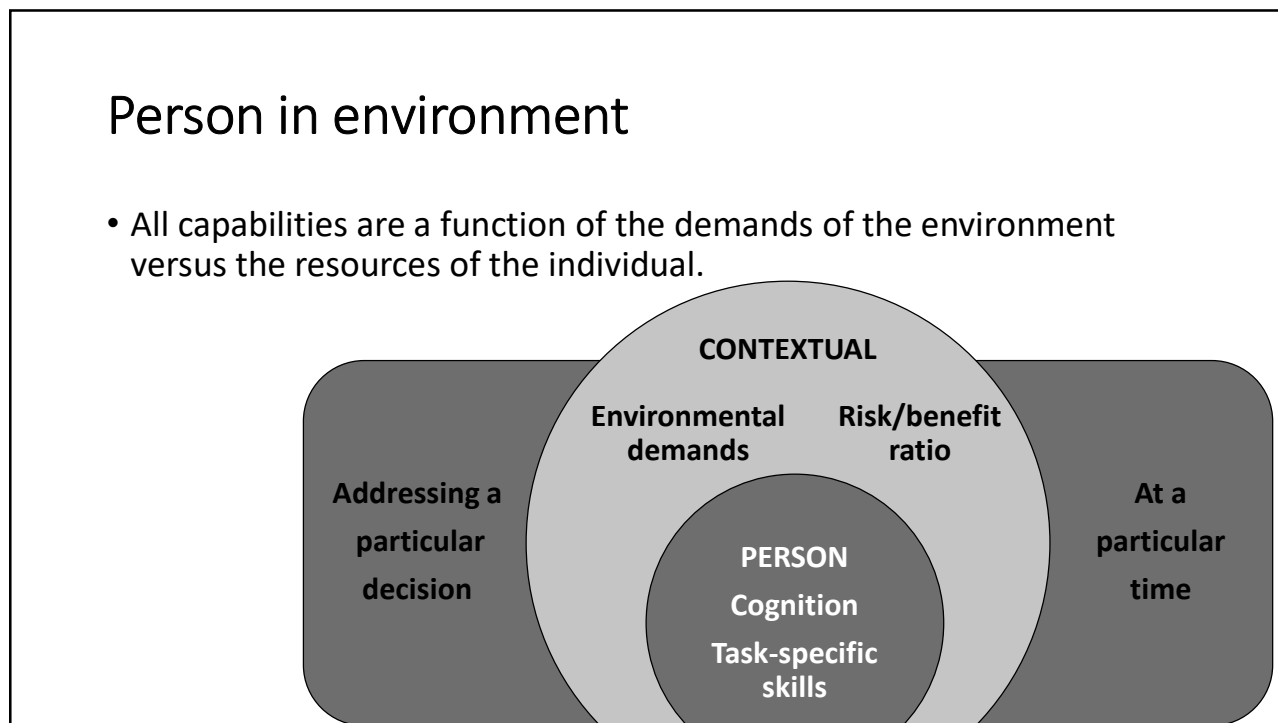 Person in environment
• All capabilities are a function of the demands of the environment
versus the resources of the individual.
CONTEXTUAL
Environmental
demands
Risk/benefit
ratio
Addressing a
particular
decision
PERSON
Cognition
Task-specific
skills
At a
particular
time